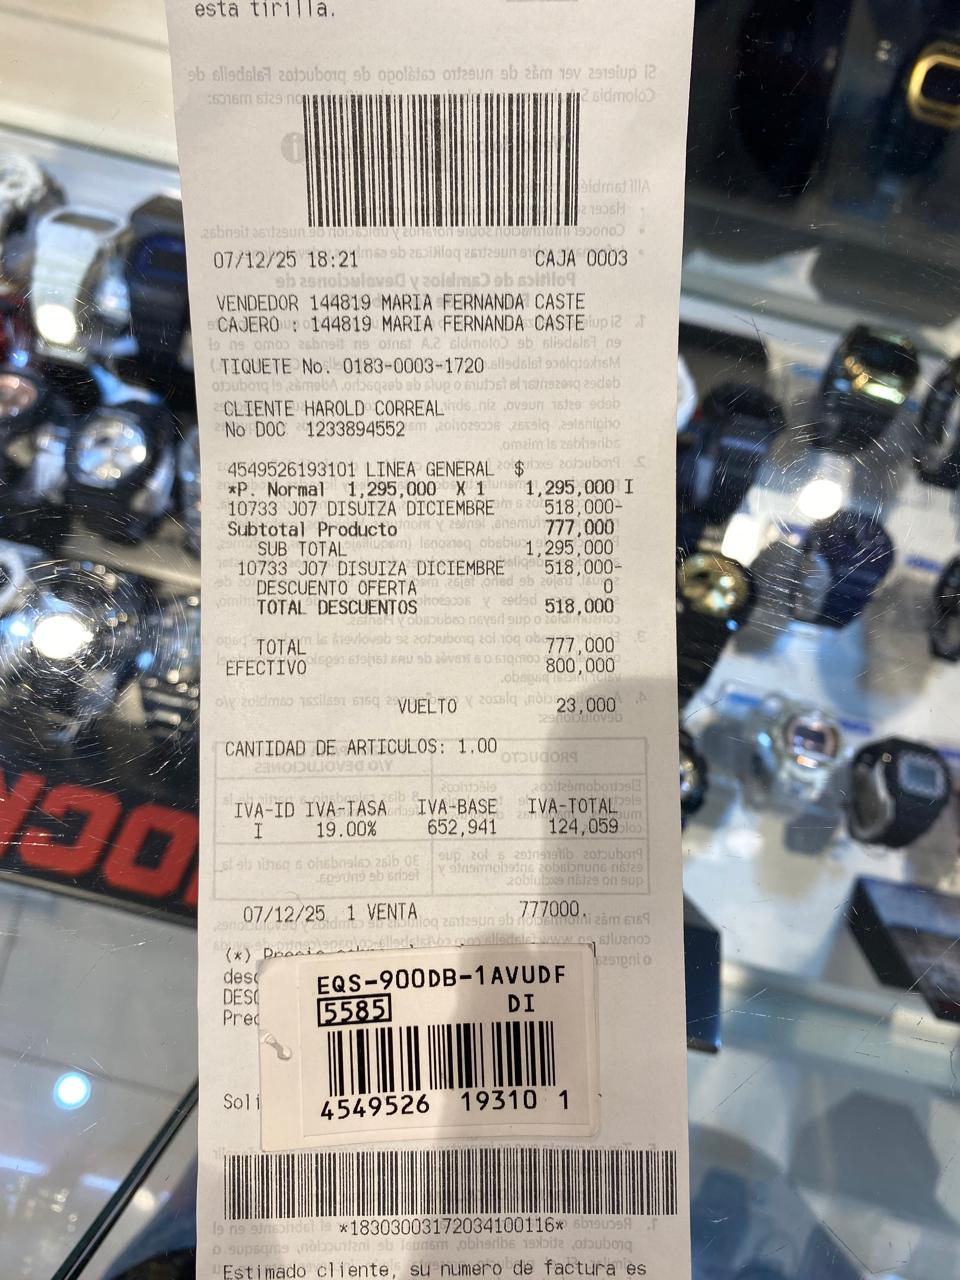 esta tirilla.
07/12/25 18:21 CAJA 0003
VENDEDOR 144819 MARIA FERNANDA CASTE
CAJERO : 144819 MARIA FERNANDA CASTE
TIQUETE No. 0183-0003-1720
CLIENTE HAROLD CORREAL
No DOC 1233894552
4549526193101 LINEA GENERAL $
*P. Normal 1,295,000 X 1 1,295,000 I
10733 J07 DISUIZA DICIEMBRE 518,000-
Subtotal Producto 777,000
SUB TOTAL 1,295,000
10733 J07 DISUIZA DICIEMBRE 518,000-
DESCUENTO OFERTA 0
TOTAL DESCUENTOS 518,000
TOTAL 777,000
EFECTIVO 800,000
VUELTO 23,000
CANTIDAD DE ARTICULOS: 1.00
IVA-ID IVA-TASA IVA-BASE IVA-TOTAL
I 19.00% 652,941 124,059
07/12/25 1 VENTA 777000.
(*)
EQS-900DB-1AVUDF
5585 DI
4549526 19310 1
*18303003172034100116*
Estimado cliente, su numero de factura es